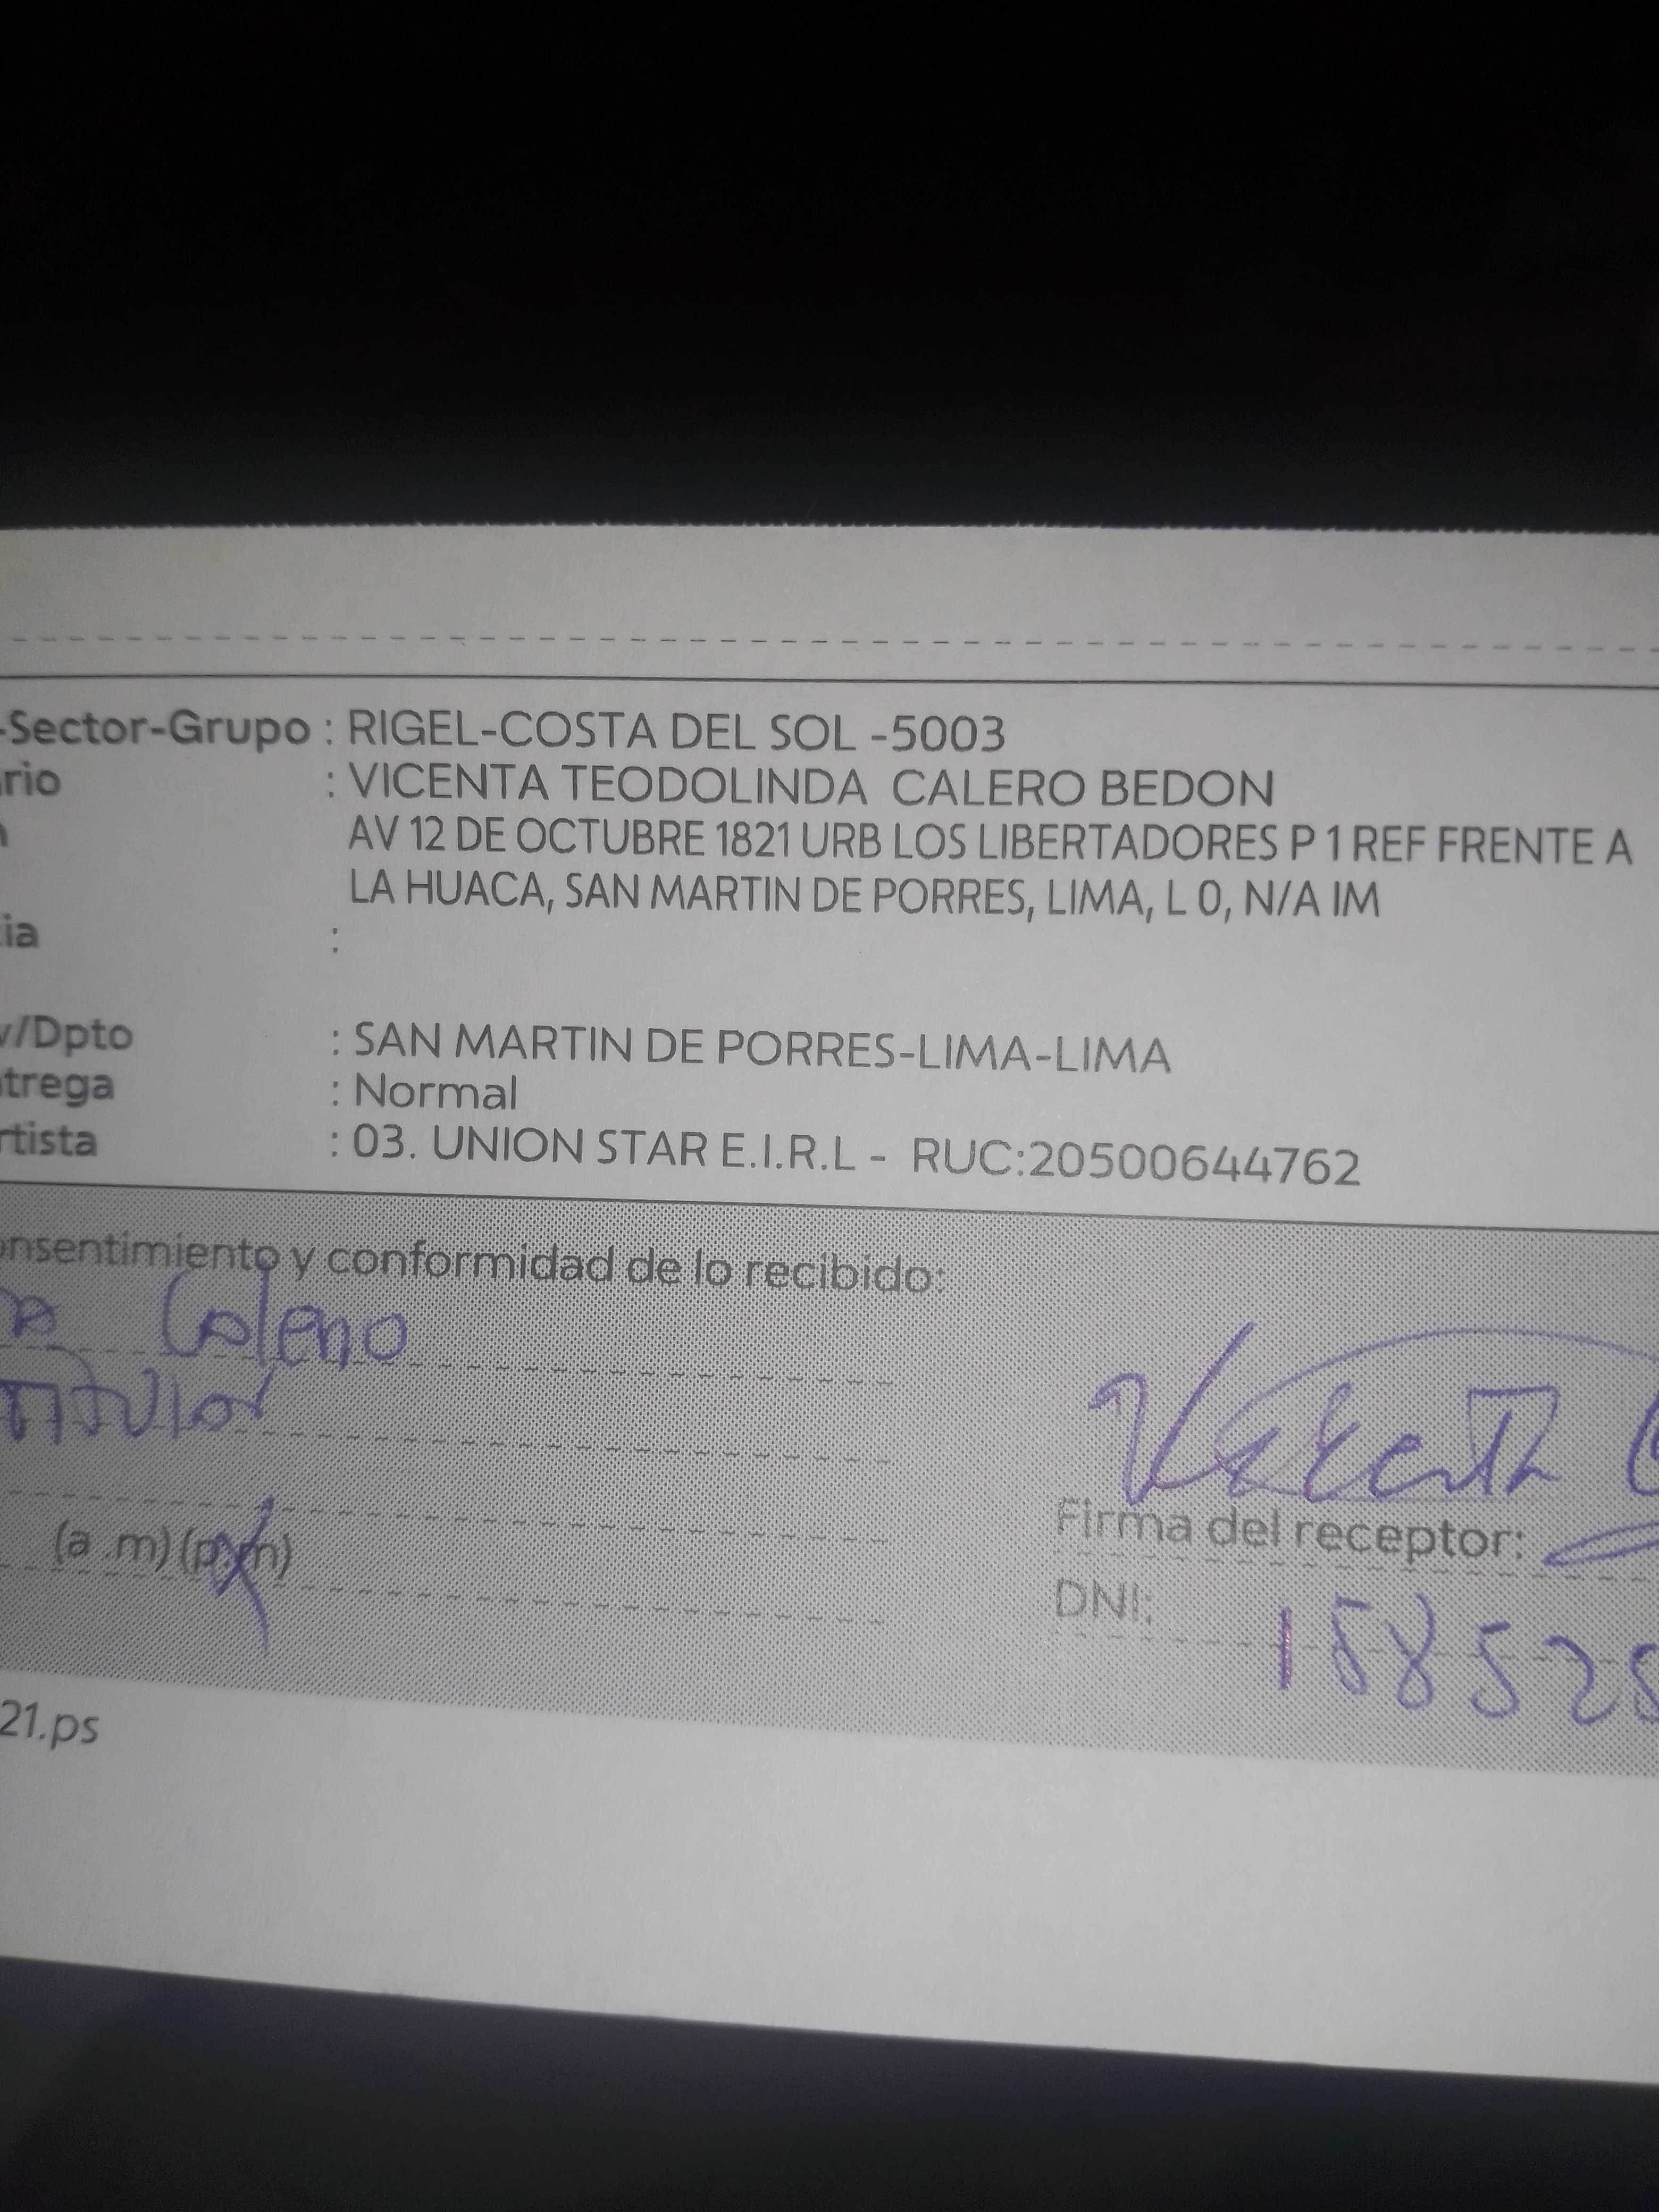 -Sector-Grupo : RIGEL-COSTA DEL SOL -5003
rio : VICENTA TEODOLINDA CALERO BEDON
AV 12 DE OCTUBRE 1821 URB LOS LIBERTADORES P 1 REF FRENTE A
LA HUACA, SAN MARTIN DE PORRES, LIMA, L 0, N/A IM
ia :
v/Dpto : SAN MARTIN DE PORRES-LIMA-LIMA
trega : Normal
rtista : 03. UNION STAR E.I.R.L - RUC:20500644762
onsentimiento y conformidad de lo recibido:
Calero
(a .m) (p.m)
Firma del receptor:
DNI: 15852
21.ps